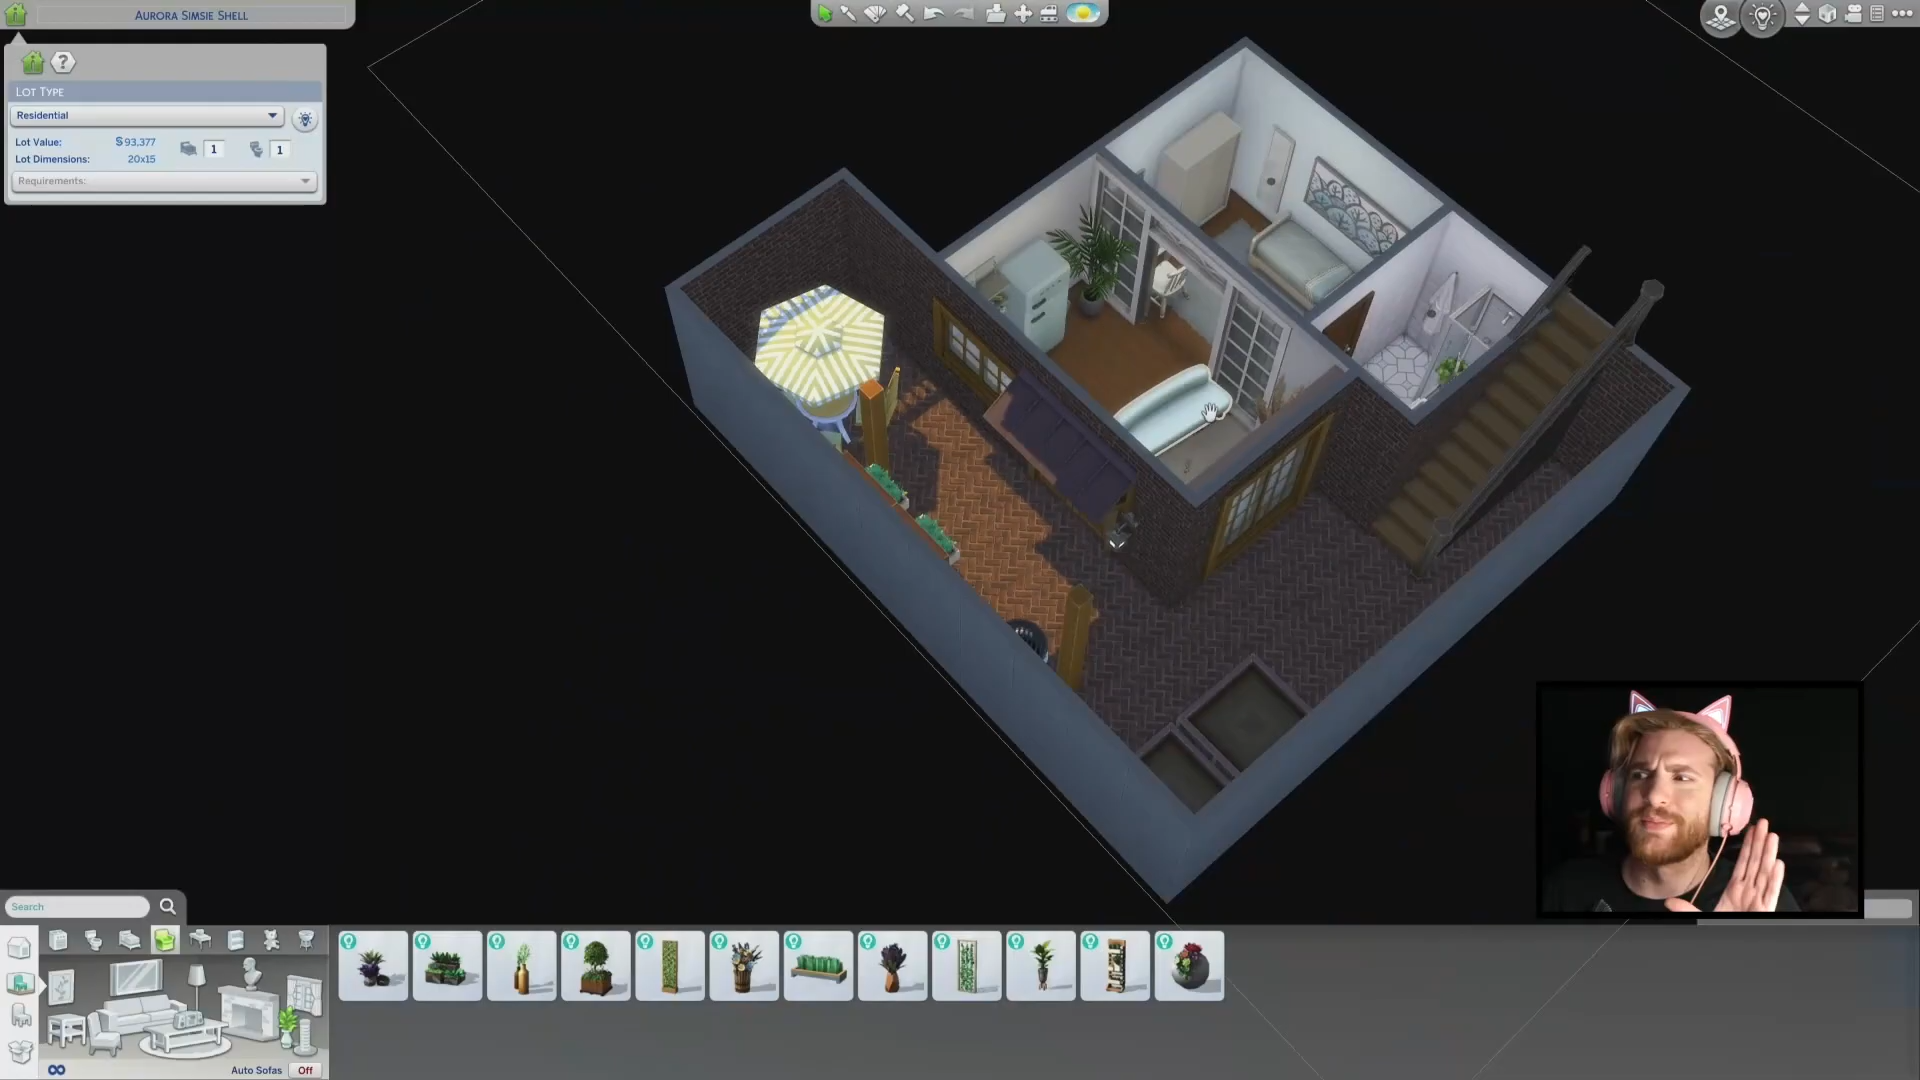 Aurora Simsie Shell
?
Lot Type
Residential
Lot Value: $93,377 1 1
Lot Dimensions: 20x15
Requirements:
Search
Auto Sofas Off